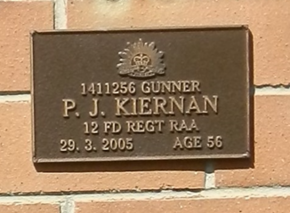 1411256 GUNNER
P. J. KIERNAN
12 FD REGT RAA
29. 3. 2005 AGE 56